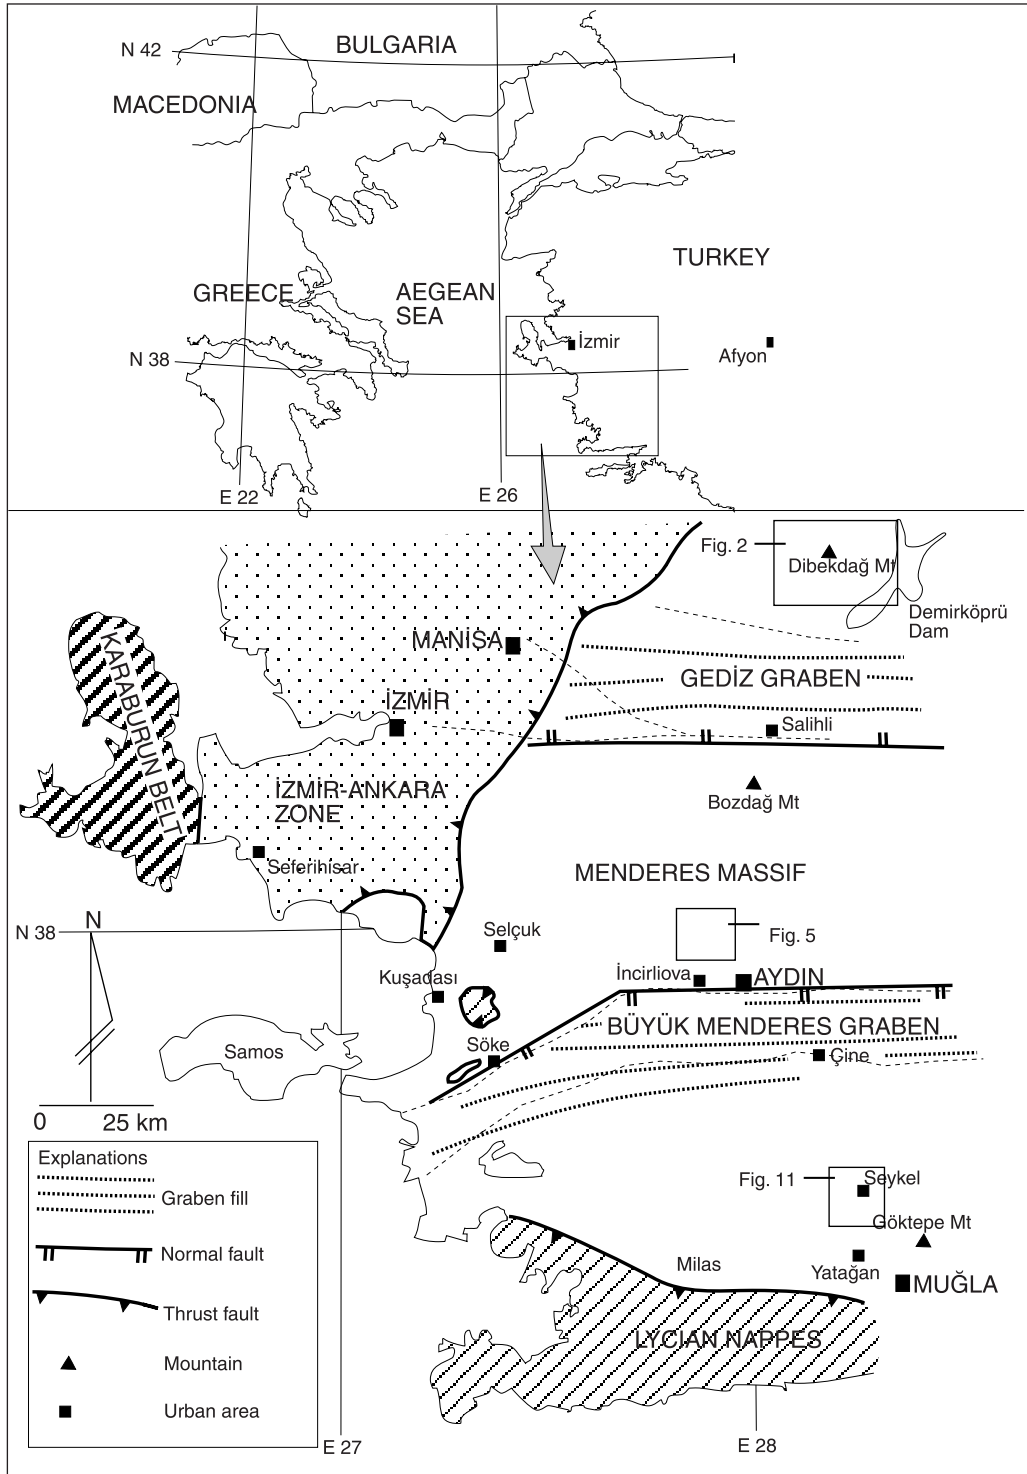 N 42
BULGARIA
MACEDONIA
TURKEY
GREECE
AEGEAN
SEA
İzmir
Afyon
N 38
E 22
E 26
Fig. 2
Dibekdağ Mt
Demirköprü
Dam
MANİSA
GEDİZ GRABEN
KARABURUN BELT
İZMİR
Salihli
İZMİR-ANKARA
ZONE
Bozdağ Mt
Seferihisar
MENDERES MASSIF
N
N 38
Selçuk
Fig. 5
Kuşadası
İncirliova
AYDIN
BÜYÜK MENDERES GRABEN
Samos
Söke
Çine
0 25 km
Explanations
Graben fill
Normal fault
Thrust fault
Mountain
Urban area
Fig. 11
Seykel
Göktepe Mt
Milas
Yatağan
MUĞLA
LYCIAN NAPPES
E 27
E 28